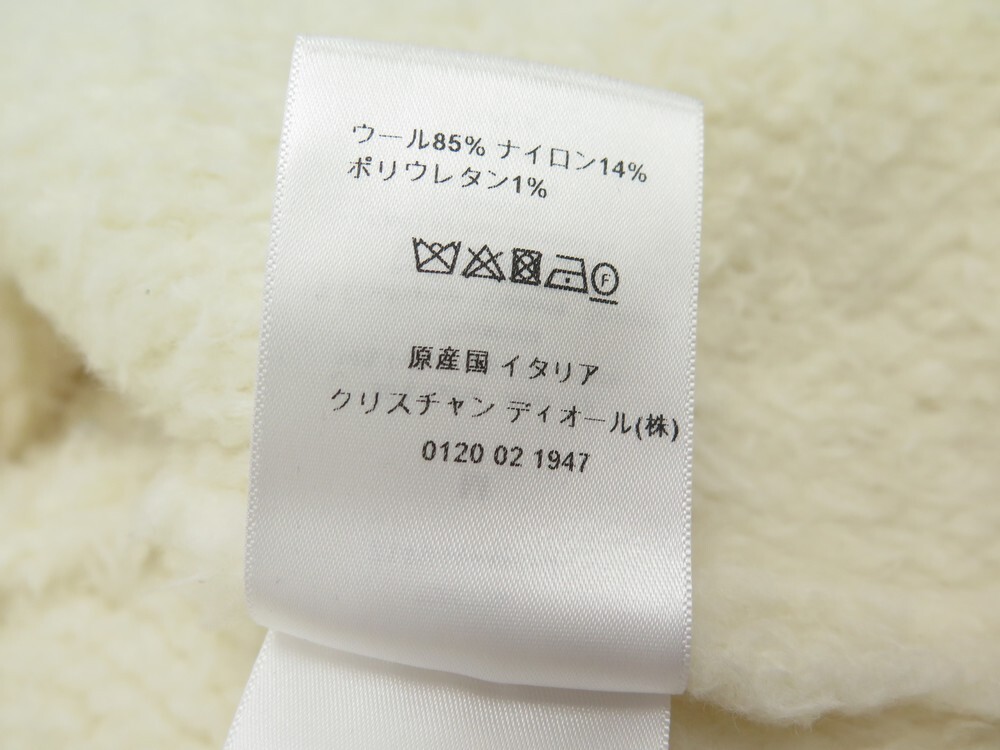 ウール85% ナイロン14%
ポリウレタン1%
F
原産国 イタリア
クリスチャン ディオール(株)
0120 02 1947